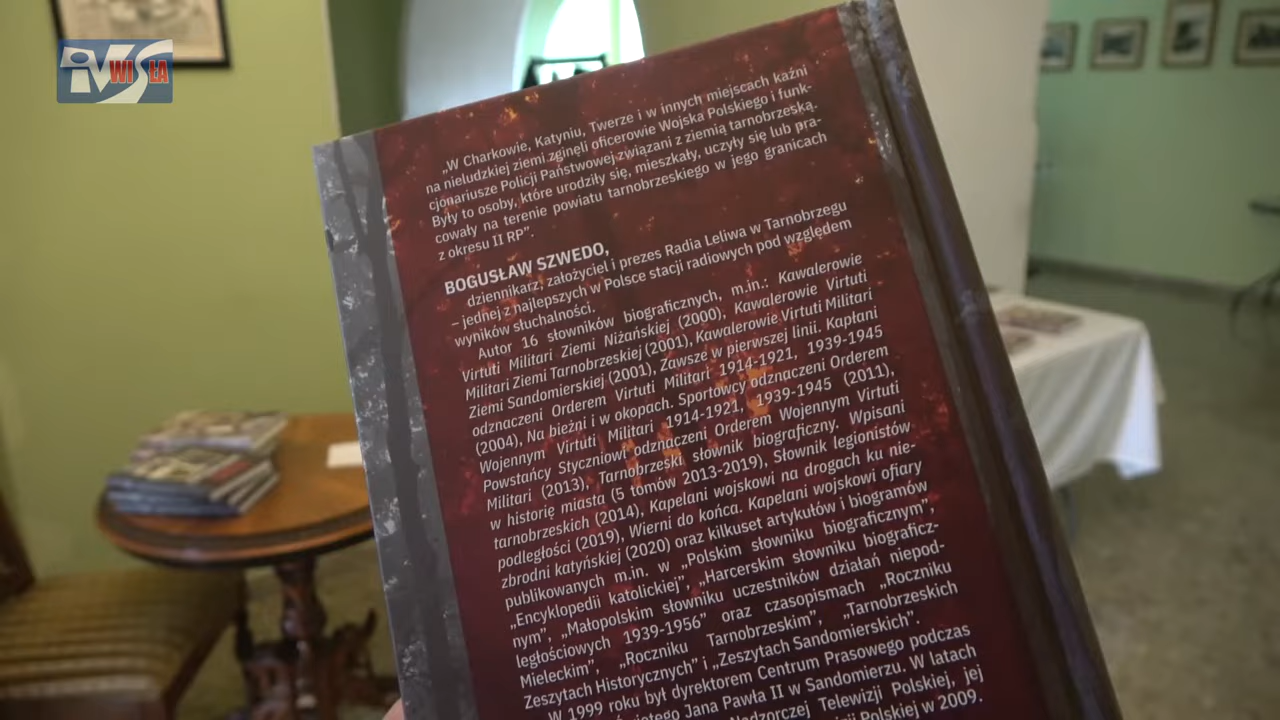 iTV WISŁA
„W Charkowie, Katyniu, Twerze i w innych miejscach kaźni
na nieludzkiej ziemi zginęli oficerowie Wojska Polskiego i funk-
cjonariusze Policji Państwowej związani z ziemią tarnobrzeską.
Były to osoby, które urodziły się, mieszkały, uczyły się lub pra-
cowały na terenie powiatu tarnobrzeskiego w jego granicach
z okresu II RP”.
BOGUSŁAW SZWEDO,
dziennikarz, założyciel i prezes Radia Leliwa w Tarnobrzegu
– jednej z najlepszych w Polsce stacji radiowych pod względem
wyników słuchalności.
Autor 16 słowników biograficznych, m.in.: Kawalerowie
Virtuti Militari Ziemi Niżańskiej (2000), Kawalerowie Virtuti
Militari Ziemi Tarnobrzeskiej (2001), Kawalerowie Virtuti Militari
Ziemi Sandomierskiej (2001), Zawsze w pierwszej linii. Kapłani
odznaczeni Orderem Virtuti Militari 1914-1921, 1939-1945
(2004), Na bieżni i w okopach. Sportowcy odznaczeni Orderem
Wojennym Virtuti Militari 1914-1921, 1939-1945 (2011),
Powstańcy Styczniowi odznaczeni Orderem Wojennym Virtuti
Militari (2013), Tarnobrzeski słownik biograficzny. Wpisani
w historię miasta (5 tomów 2013-2019), Słownik legionistów
tarnobrzeskich (2014), Kapelani wojskowi na drogach ku nie-
podległości (2019), Wierni do końca. Kapelani wojskowi ofiary
zbrodni katyńskiej (2020) oraz kilkuset artykułów i biogramów
publikowanych m.in. w „Polskim słowniku biograficznym”,
„Encyklopedii katolickiej”, „Harcerskim słowniku biograficz-
nym”, „Małopolskim słowniku uczestników działań niepod-
ległościowych 1939-1956” oraz czasopismach „Roczniku
Mieleckim”, „Roczniku Tarnobrzeskim”, „Tarnobrzeskich
Zeszytach Historycznych” i „Zeszytach Sandomierskich”.
W 1999 roku był dyrektorem Centrum Prasowego podczas
Jana Pawła II w Sandomierzu. W latach
Nadzorczej Telewizji Polskiej, jej
Polskiej w 2009.